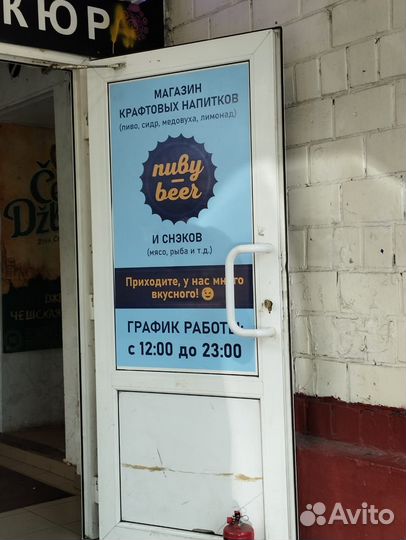 КЮР
МАГАЗИН
КРАФТОВЫХ НАПИТКОВ
(пиво, сидр, медовуха, лимонад)
пиву
beer
И СНЭКОВ
(мясо, рыба и т.д.)
Приходите, у нас много
вкусного!
ГРАФИК РАБОТЫ:
с 12:00 до 23:00
Avito